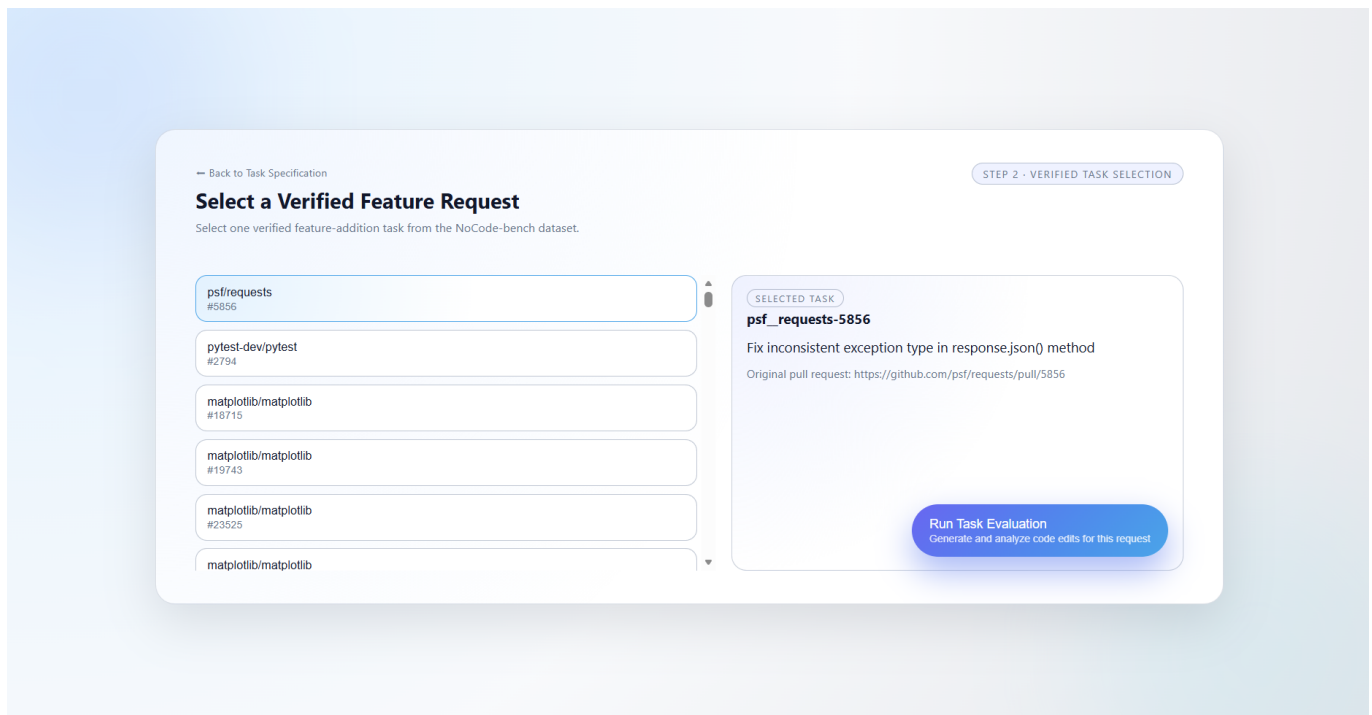 ← Back to Task Specification
STEP 2 · VERIFIED TASK SELECTION
Select a Verified Feature Request
Select one verified feature-addition task from the NoCode-bench dataset.
psf/requests
#5856
pytest-dev/pytest
#2794
matplotlib/matplotlib
#18715
matplotlib/matplotlib
#19743
matplotlib/matplotlib
#23525
matplotlib/matplotlib
SELECTED TASK
psf__requests-5856
Fix inconsistent exception type in response.json() method
Original pull request: https://github.com/psf/requests/pull/5856
Run Task Evaluation
Generate and analyze code edits for this request